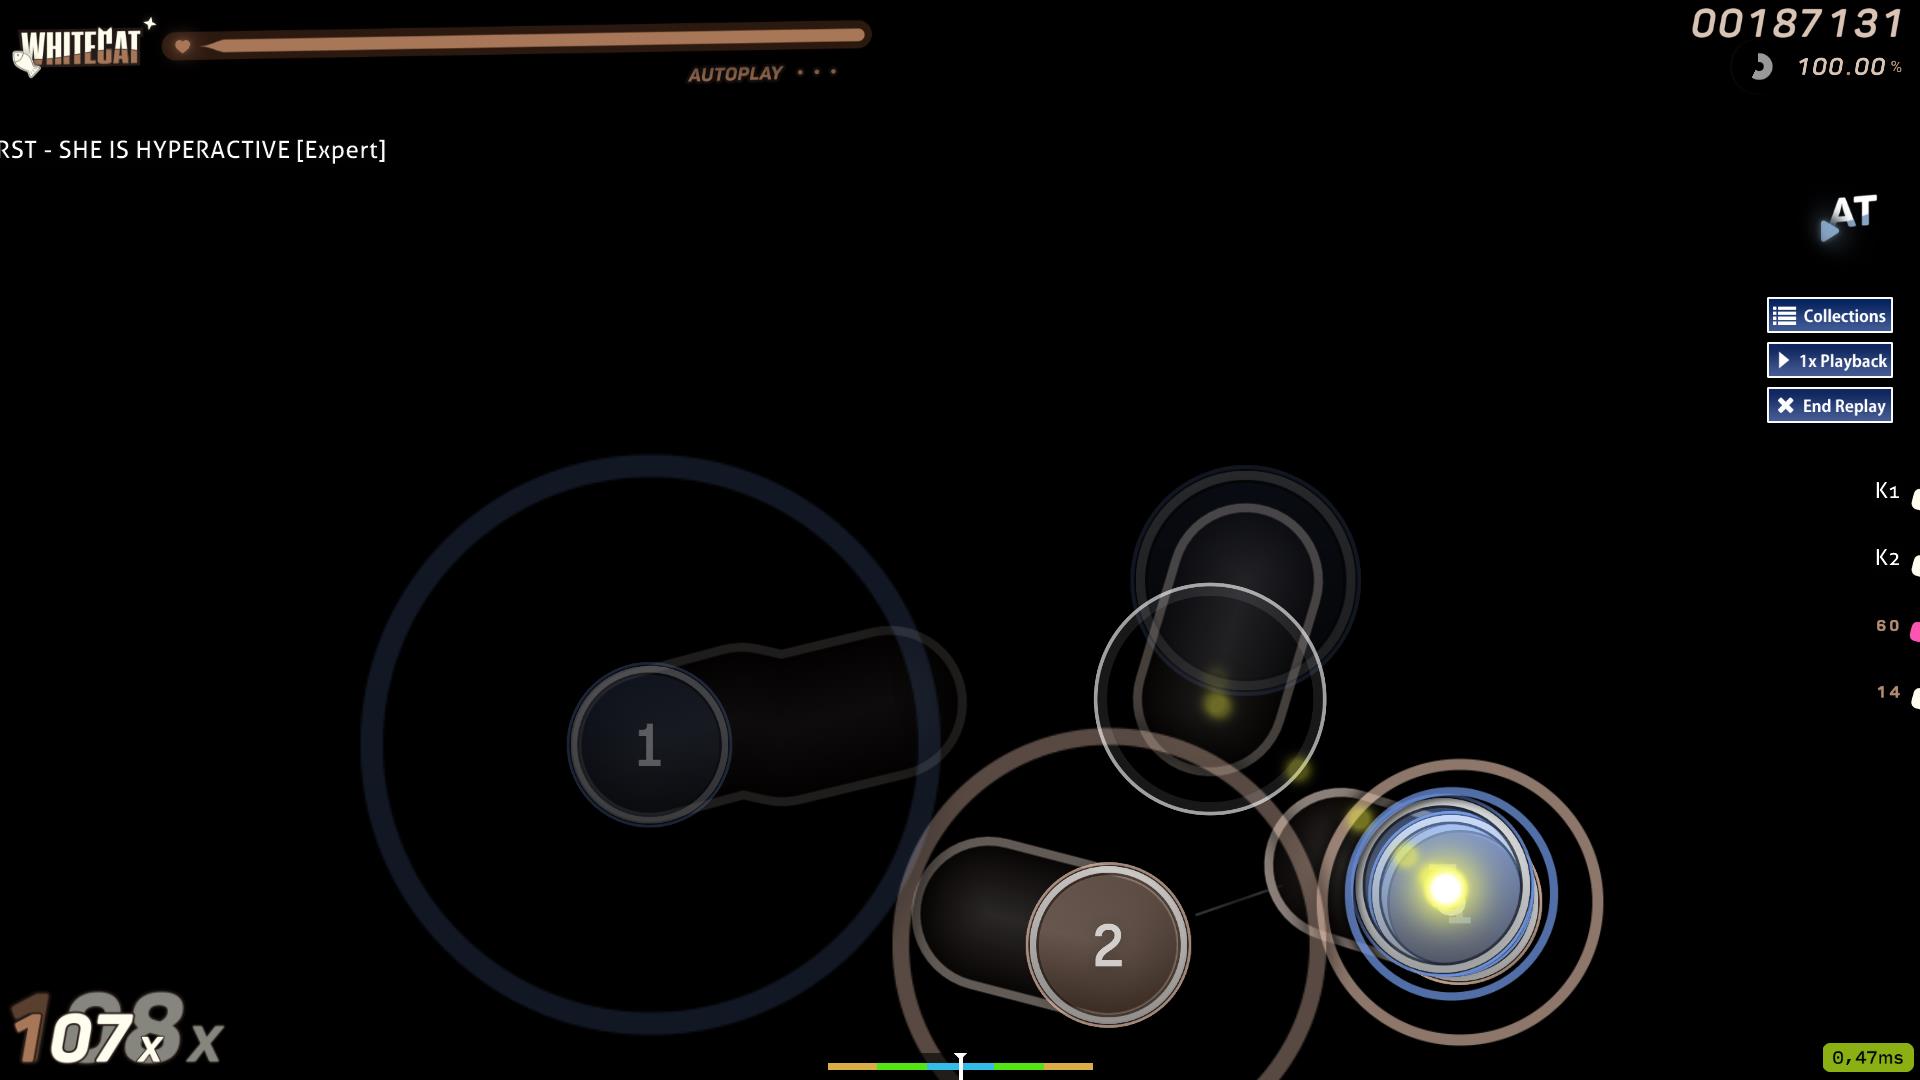 WHITECAT
AUTOPLAY
00187131
100.00%
RST - SHE IS HYPERACTIVE [Expert]
AT
Collections
1x Playback
End Replay
K1
K2
60
14
1
2
107x
0,47ms